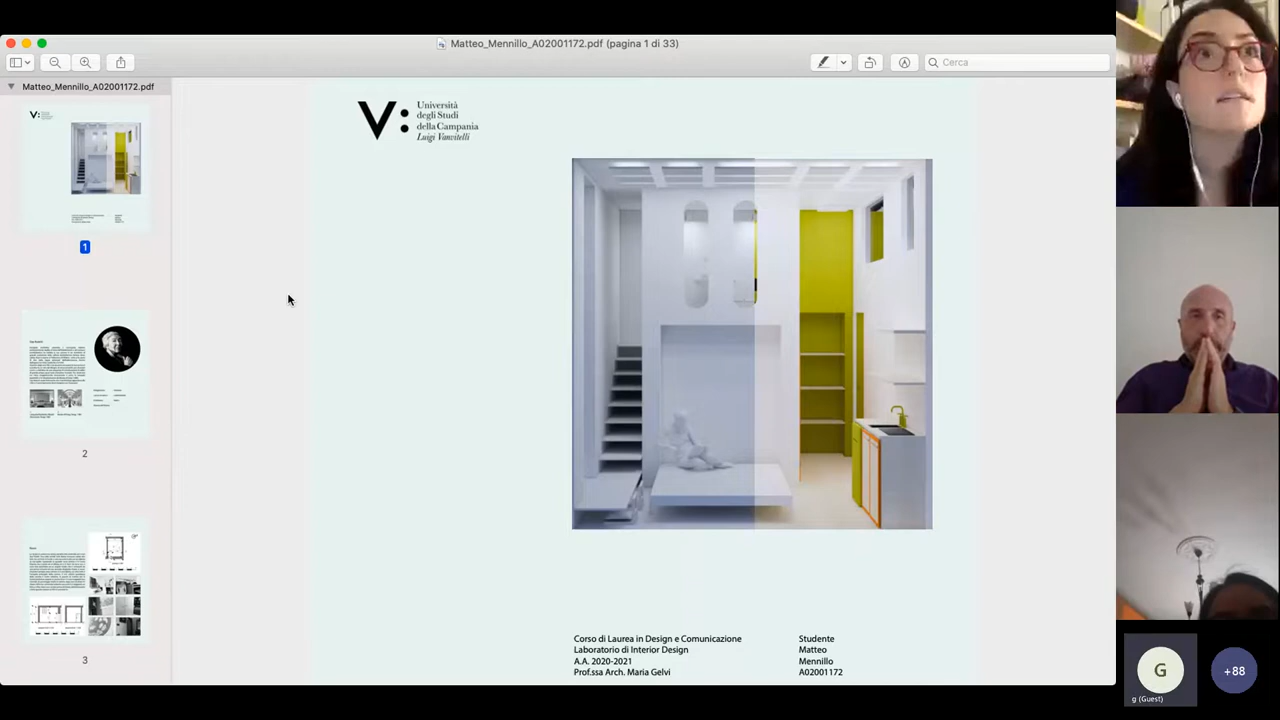 Matteo_Mennillo_A02001172.pdf (pagina 1 di 33)
Cerca
Matteo_Mennillo_A02001172.pdf
1
2
3
V:
Università
degli Studi
della Campania
Luigi Vanvitelli
Corso di Laurea in Design e Comunicazione
Laboratorio di Interior Design
A.A. 2020-2021
Prof.ssa Arch. Maria Gelvi
Studente
Matteo
Mennillo
A02001172
G
g (Guest)
+88